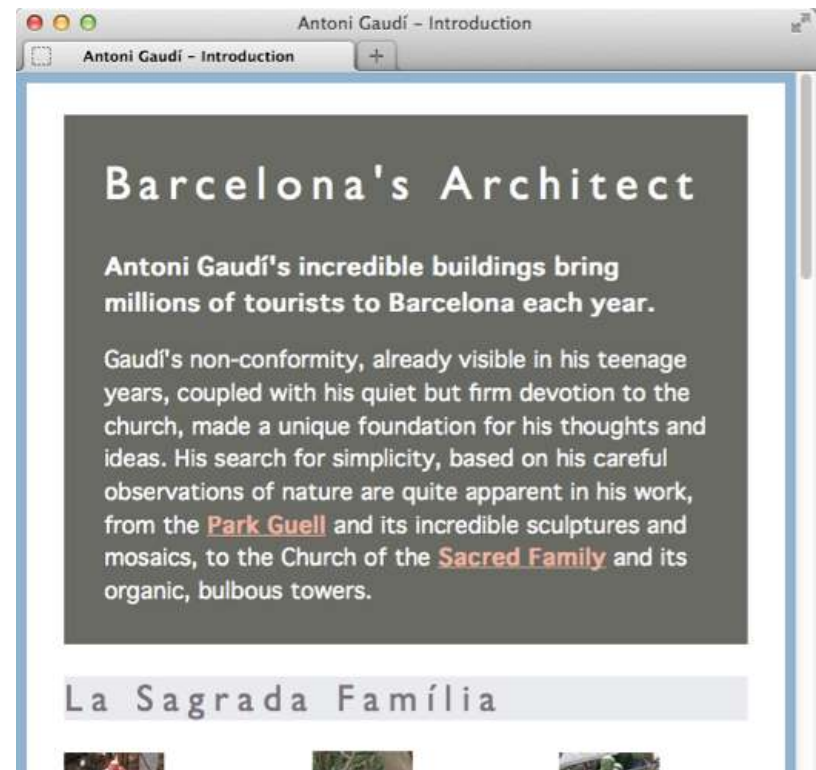 Antoni Gaudí – Introduction
Antoni Gaudí – Introduction
Barcelona's Architect
Antoni Gaudí's incredible buildings bring
millions of tourists to Barcelona each year.
Gaudí's non-conformity, already visible in his teenage
years, coupled with his quiet but firm devotion to the
church, made a unique foundation for his thoughts and
ideas. His search for simplicity, based on his careful
observations of nature are quite apparent in his work,
from the Park Guell and its incredible sculptures and
mosaics, to the Church of the Sacred Family and its
organic, bulbous towers.
La Sagrada Família